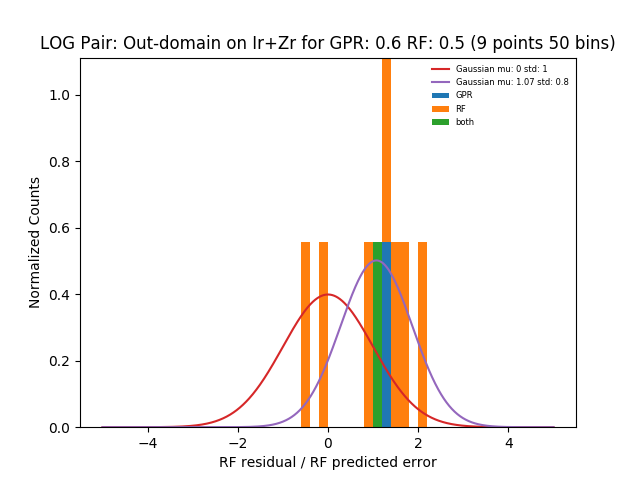 LOG Pair: Out-domain on Ir+Zr for GPR: 0.6 RF: 0.5 (9 points 50 bins)
Gaussian mu: 0 std: 1
Gaussian mu: 1.07 std: 0.8
GPR
RF
both
1.0
0.8
0.6
0.4
0.2
0.0
Normalized Counts
−4
−2
0
2
4
RF residual / RF predicted error